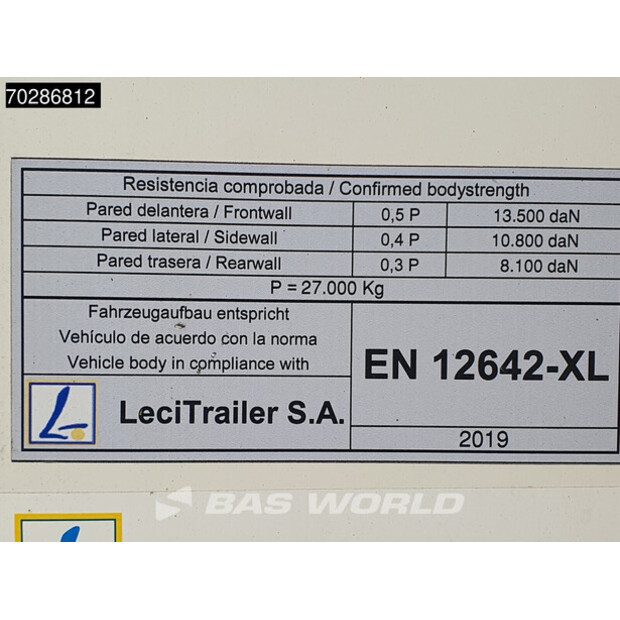 70286812
Resistencia comprobada / Confirmed bodystrength
Pared delantera / Frontwall 0,5 P 13.500 daN
Pared lateral / Sidewall 0,4 P 10.800 daN
Pared trasera / Rearwall 0,3 P 8.100 daN
P = 27.000 Kg
Fahrzeugaufbau entspricht
Vehículo de acuerdo con la norma
Vehicle body in compliance with
EN 12642-XL
LeciTrailer S.A.
2019
BAS WORLD